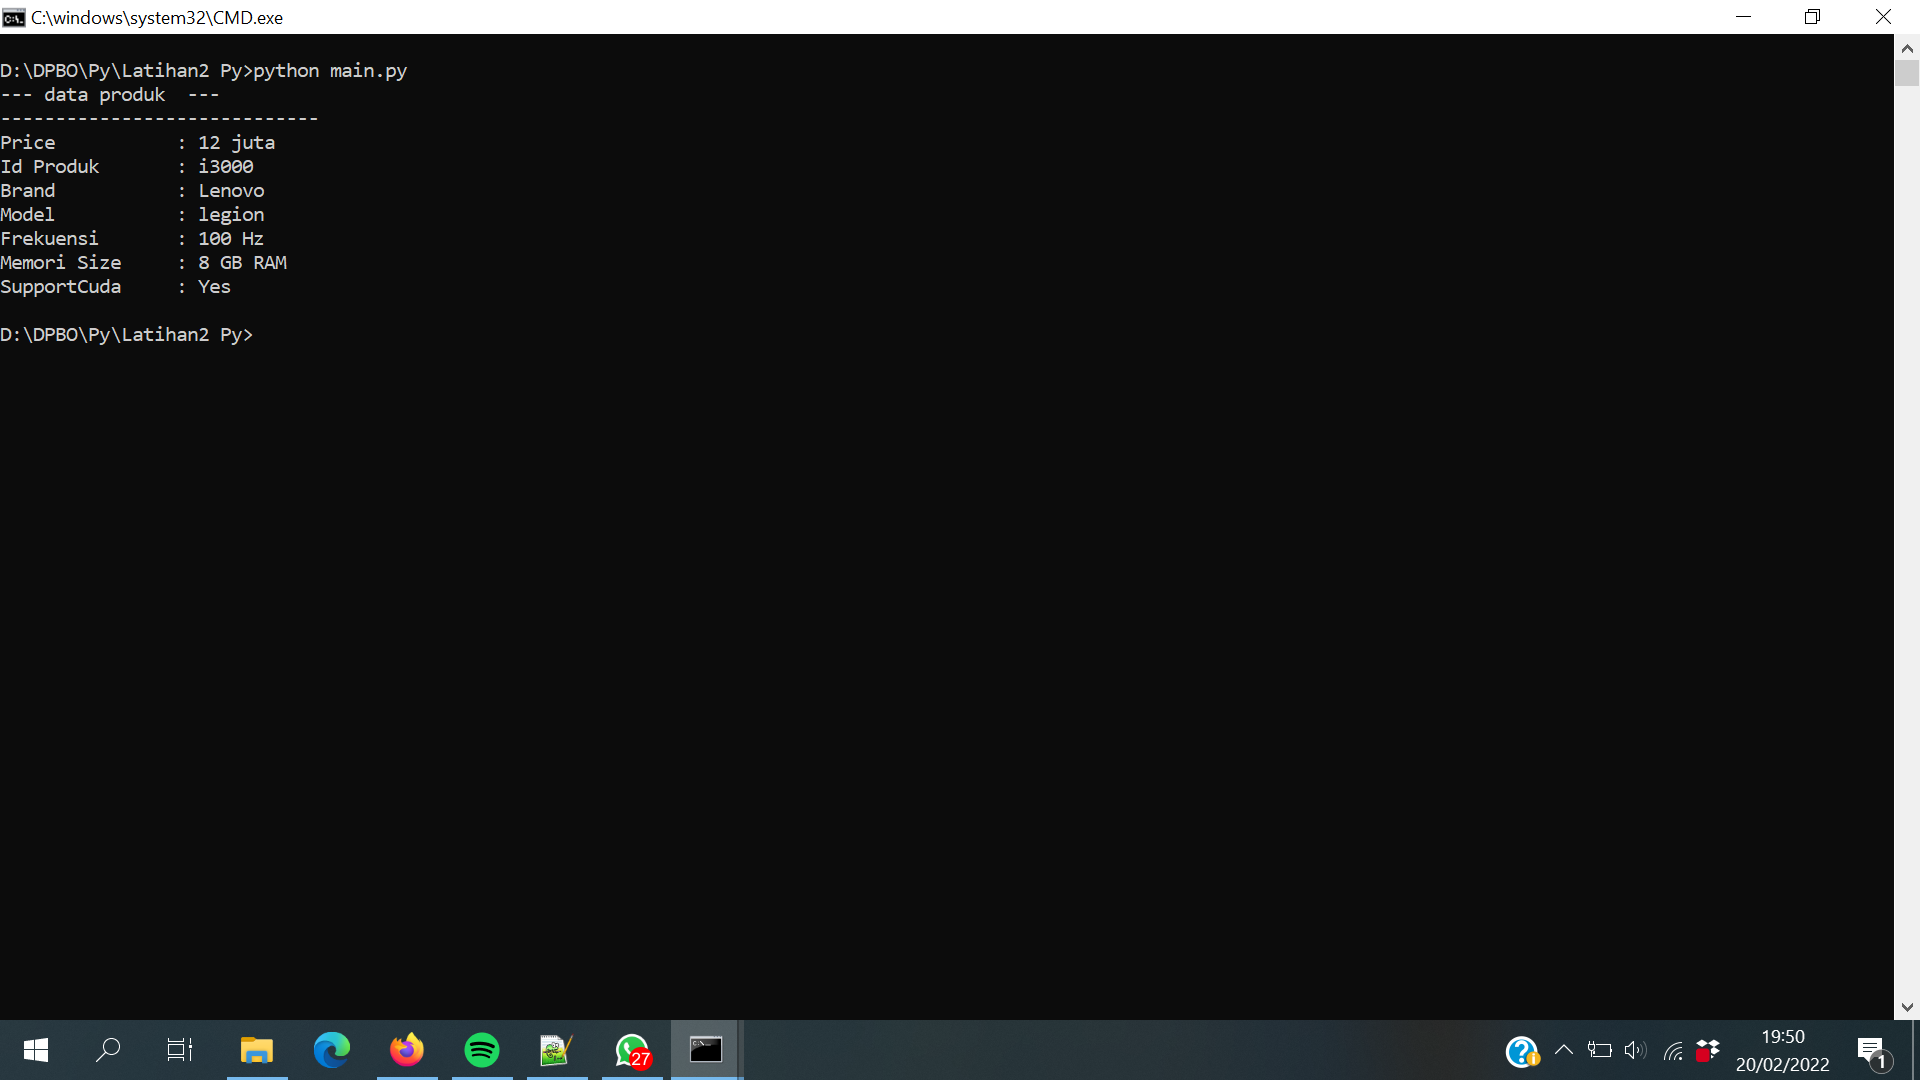 C:\windows\system32\CMD.exe
D:\DPBO\Py\Latihan2 Py>python main.py
--- data produk  ---
-----------------------------
Price           : 12 juta
Id Produk       : i3000
Brand           : Lenovo
Model           : legion
Frekuensi       : 100 Hz
Memori Size     : 8 GB RAM
SupportCuda     : Yes
D:\DPBO\Py\Latihan2 Py>
27
19:50
20/02/2022
1